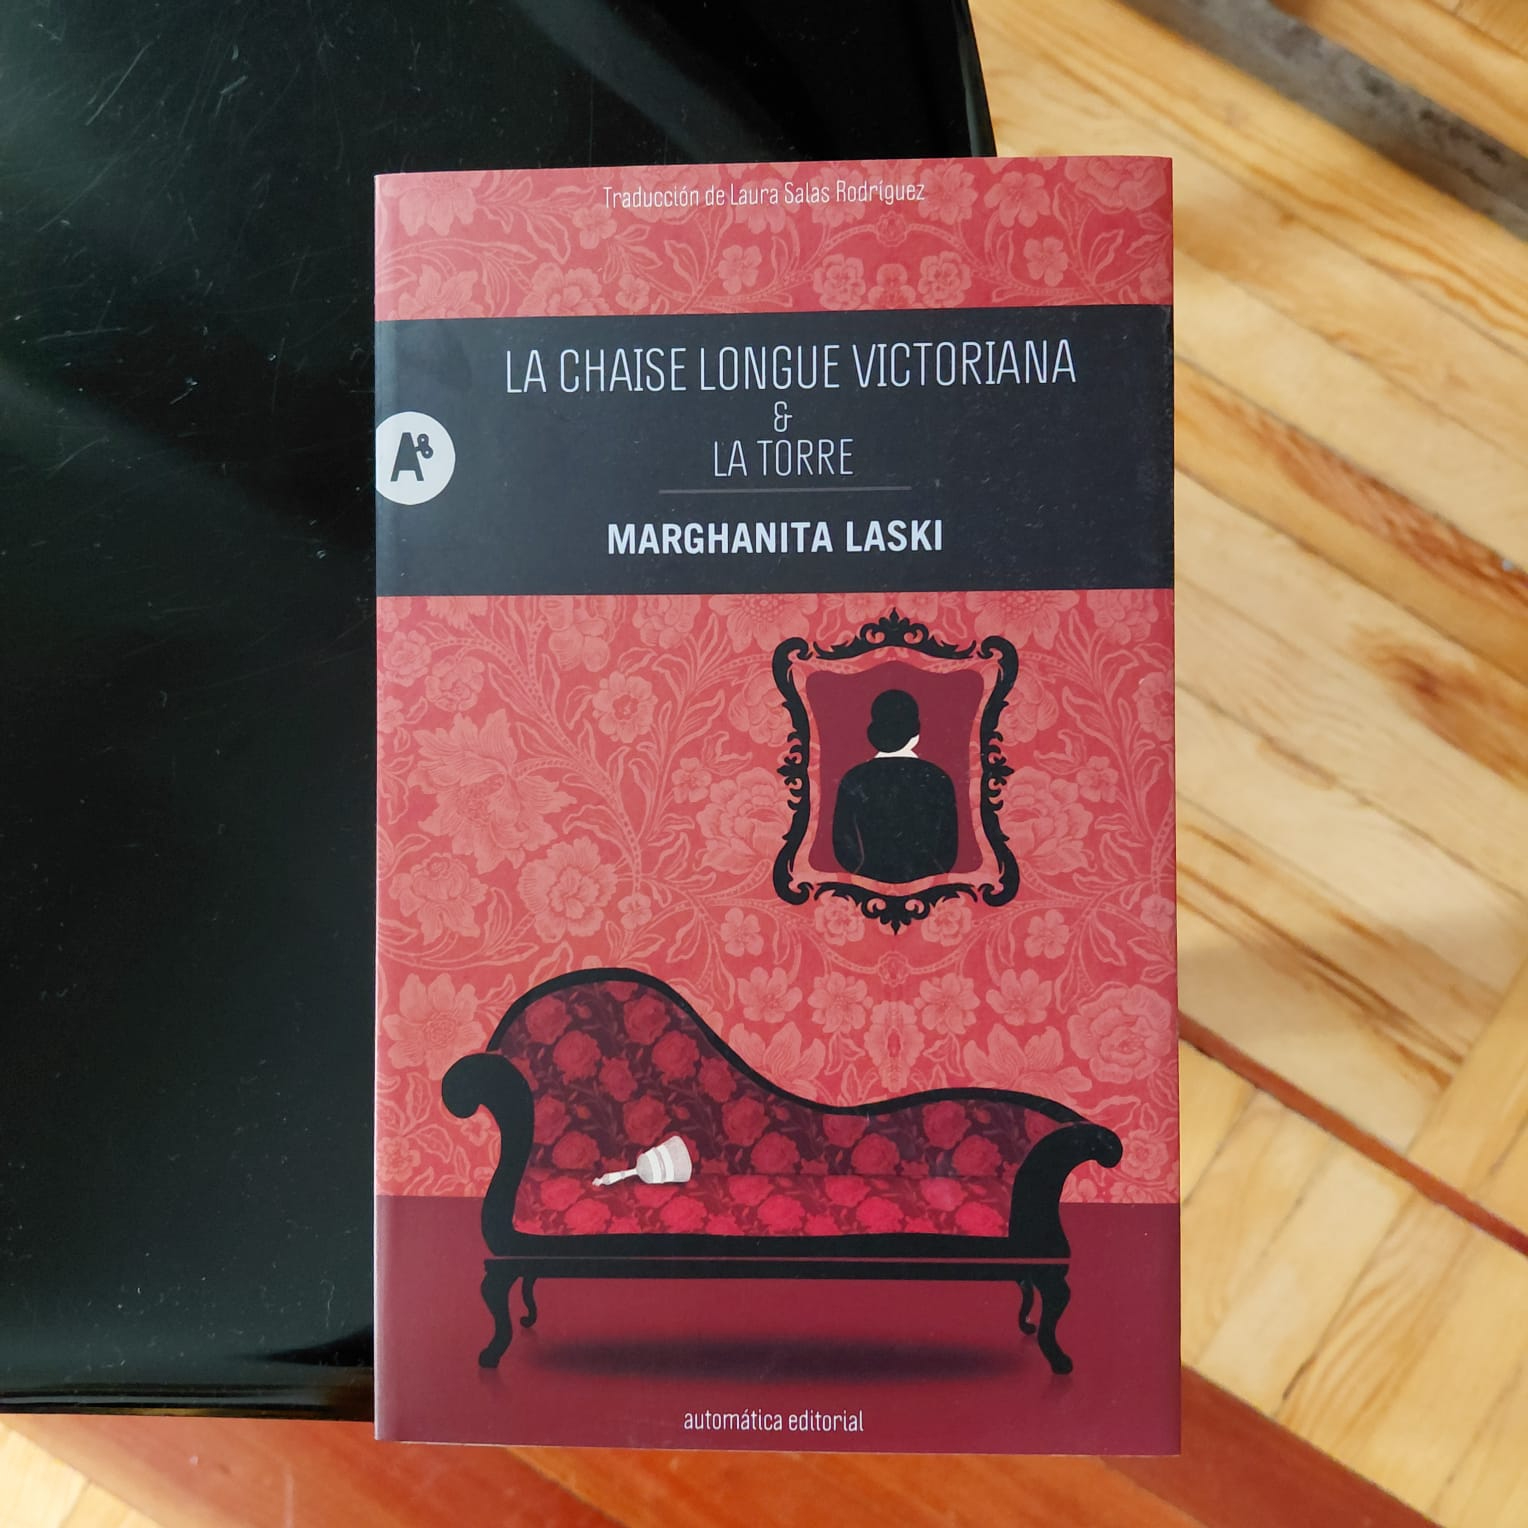 Traducción de Laura Salas Rodríguez
LA CHAISE LONGUE VICTORIANA
&
LA TORRE
MARGHANITA LASKI
A
automática editorial